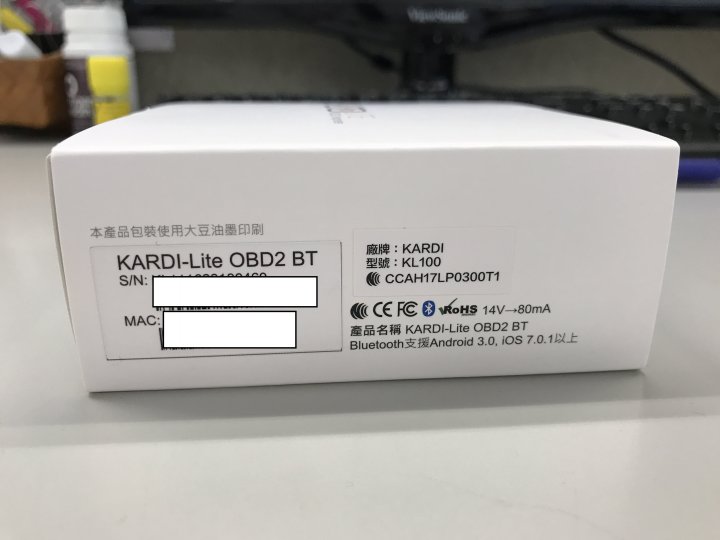 ViewSonic
本產品包裝使用大豆油墨印刷
KARDI-Lite OBD2 BT
S/N:
MAC:
廠牌：KARDI
型號：KL100
CCAH17LP0300T1
CE FC RoHS 14V→80mA
產品名稱 KARDI-Lite OBD2 BT
Bluetooth支援Android 3.0, iOS 7.0.1以上